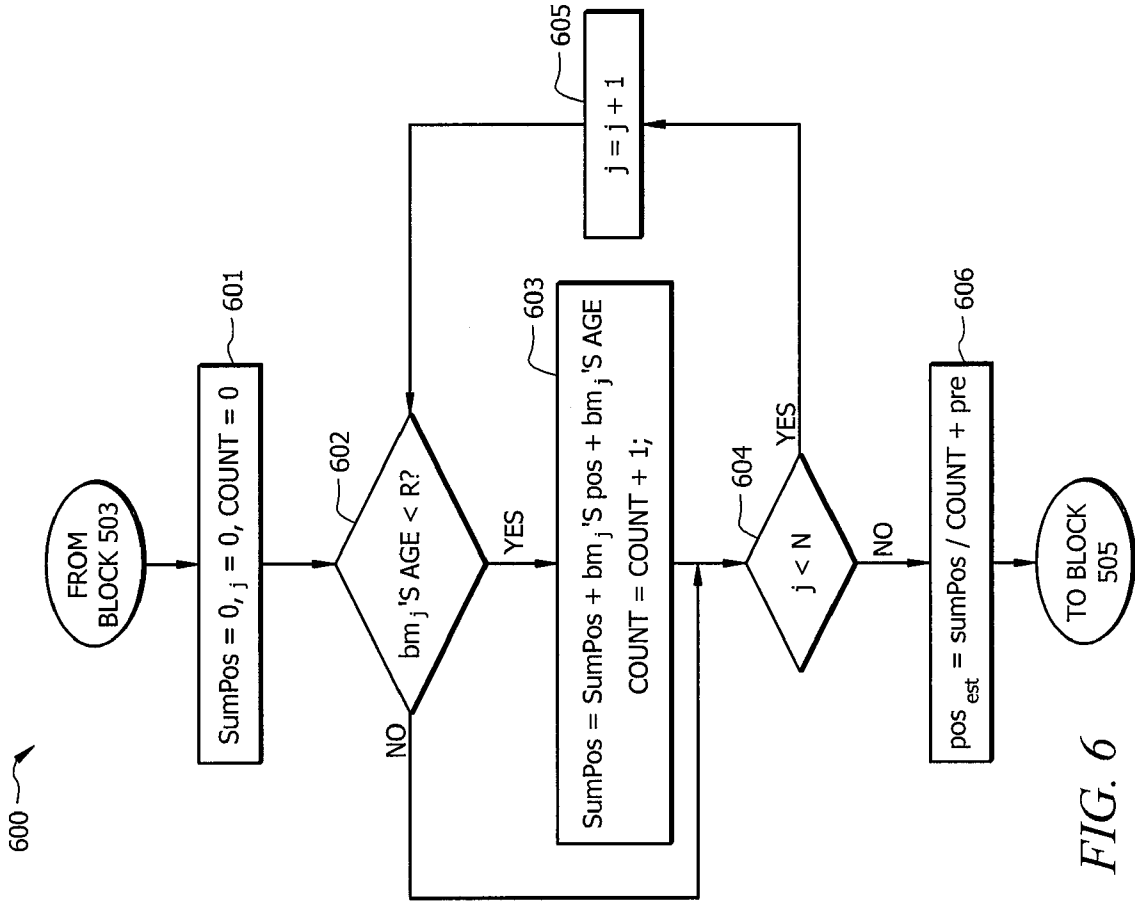 600
FROM
BLOCK 503
601
SumPos = 0, j = 0, COUNT = 0
602
bmj'S AGE < R?
NO
YES
603
SumPos = SumPos + bmj'S pos + bmj'S AGE
COUNT = COUNT + 1;
604
j < N
YES
NO
605
j = j + 1
606
pos est = sumPos / COUNT + pre
TO BLOCK
505
FIG. 6